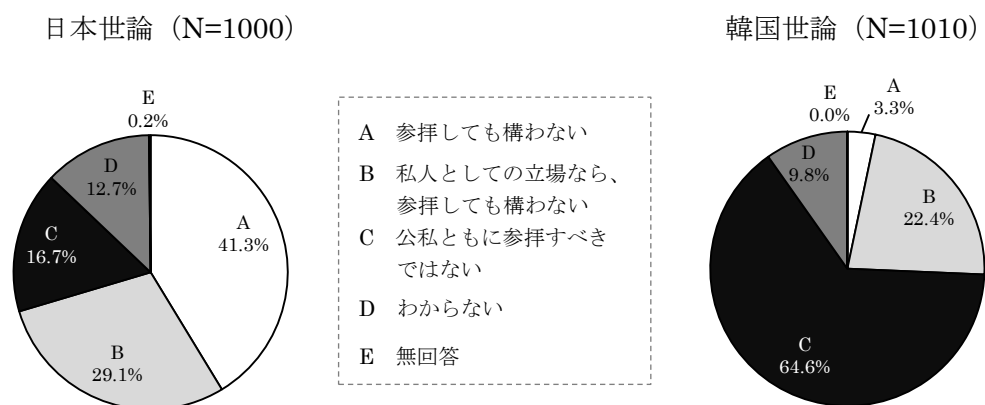 日本世論（N=1000）
韓国世論（N=1010）
E
0.2%
D
12.7%
C
16.7%
A
41.3%
B
29.1%
A 参拝しても構わない
B 私人としての立場なら、
参拝しても構わない
C 公私ともに参拝すべき
ではない
D わからない
E 無回答
E
0.0%
A
3.3%
D
9.8%
B
22.4%
C
64.6%